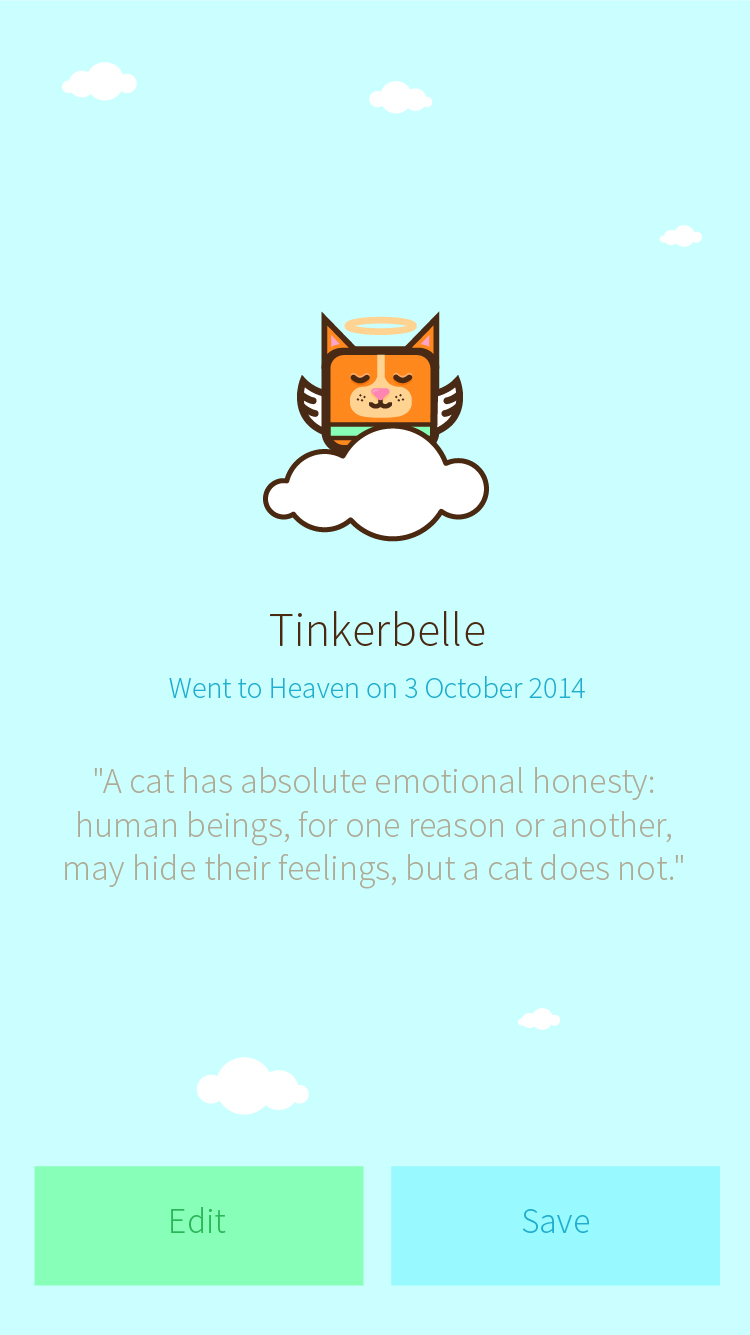 Tinkerbelle
Went to Heaven on 3 October 2014
"A cat has absolute emotional honesty:
human beings, for one reason or another,
may hide their feelings, but a cat does not."
Edit
Save